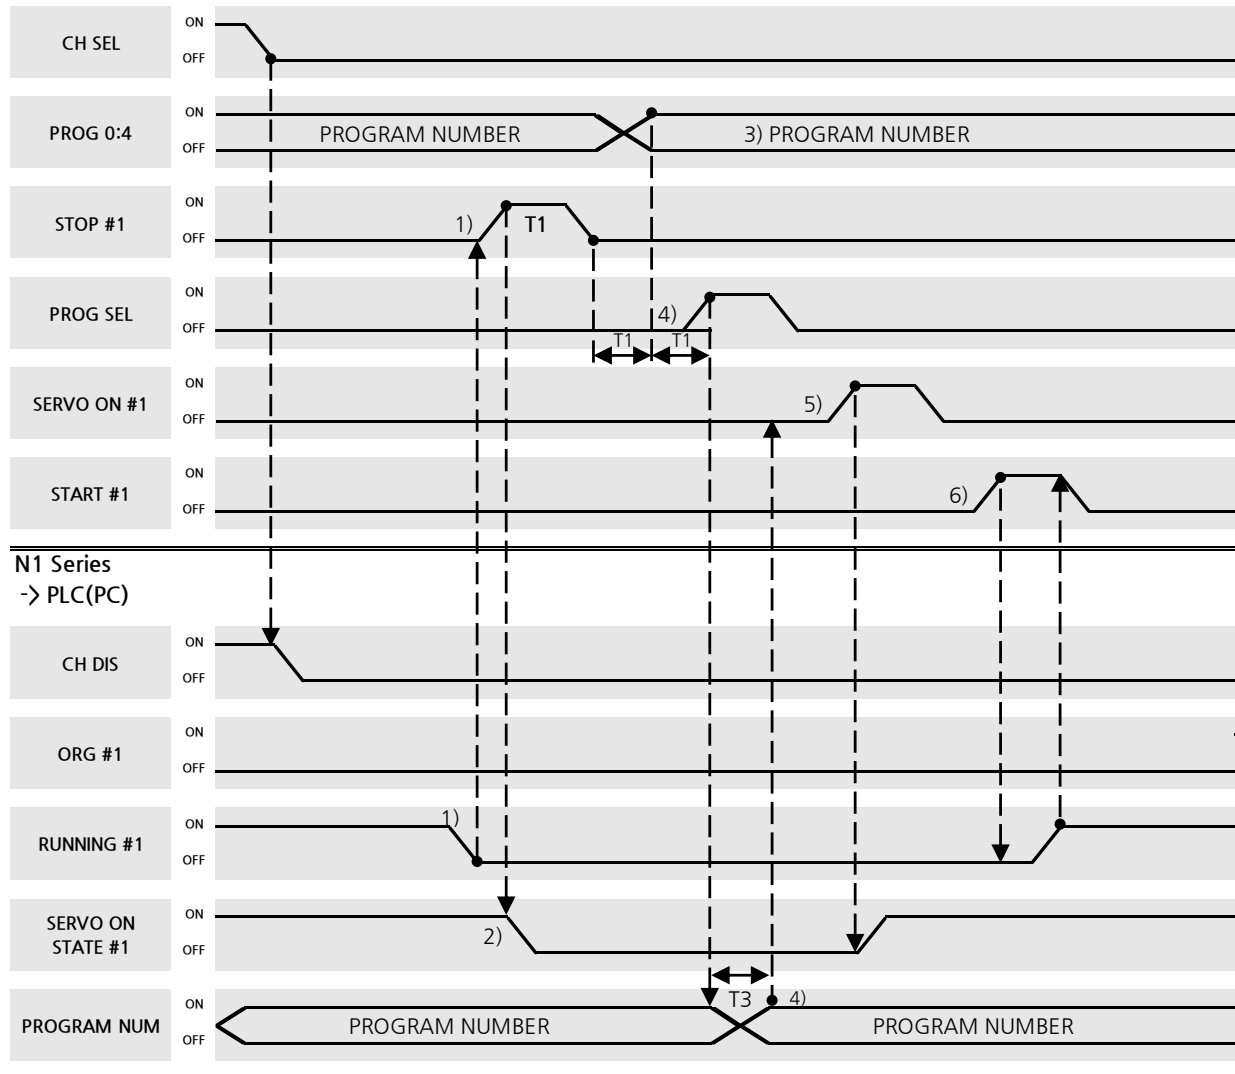 CH SEL
ON
OFF
PROG 0:4
ON
OFF
PROGRAM NUMBER
3) PROGRAM NUMBER
STOP #1
ON
OFF
1)
T1
PROG SEL
ON
OFF
4)
T1
T1
SERVO ON #1
ON
OFF
5)
START #1
ON
OFF
6)
N1 Series
-> PLC(PC)
CH DIS
ON
OFF
ORG #1
ON
OFF
RUNNING #1
ON
OFF
1)
SERVO ON
STATE #1
ON
OFF
2)
PROGRAM NUM
ON
OFF
PROGRAM NUMBER
T3
4)
PROGRAM NUMBER